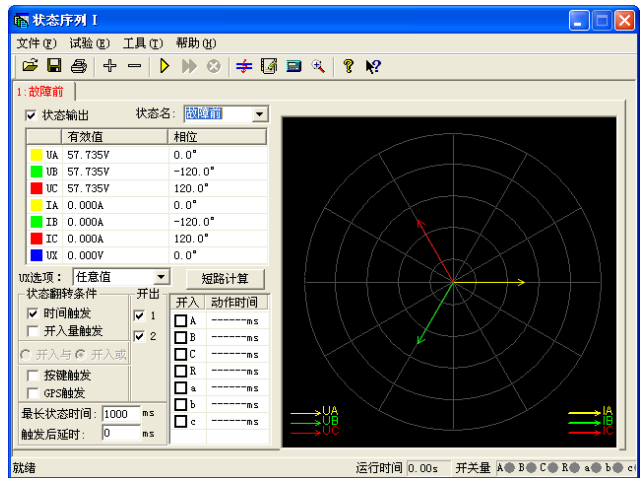 状态序列 I
文件(F) 试验(E) 工具(T) 帮助(H)
1:故障前
状态输出 状态名: 故障前
有效值 相位
UA 57.735V 0.0°
UB 57.735V -120.0°
UC 57.735V 120.0°
IA 0.000A 0.0°
IB 0.000A -120.0°
IC 0.000A 120.0°
UX 0.000V 0.0°
UX选项: 任意值 短路计算
状态翻转条件 开出 开入 动作时间
时间触发 1 A ------ms
开入量触发 2 B ------ms
开入与 开入或 C ------ms
R ------ms
按键触发 a ------ms
GPS触发 b ------ms
最长状态时间: 1000 ms c ------ms
触发后延时: 0 ms
UA IA
UB IB
UC IC
就绪 运行时间 0.00s 开关量 A B C R a b c